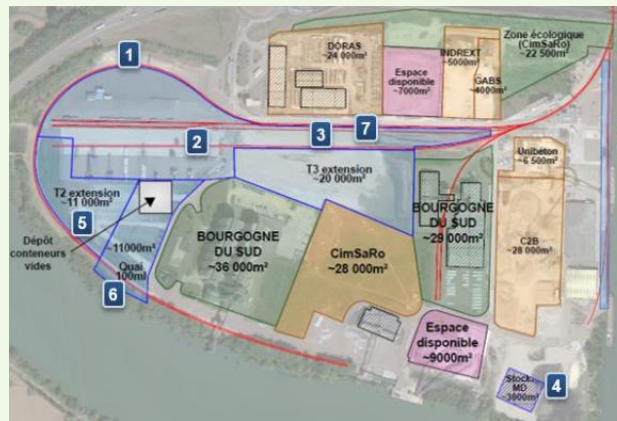 1
DORAS
~24 000m²
Espace
disponible
~7000m²
INDREXT
~5000m²
GABS
~4000m²
Zone écologique
(CimSaRo)
~22 500m²
2
3
7
Unibéton
~6 500m²
T3 extension
~20 000m²
T2 extension
~11 000m²
5
Dépôt
conteneurs
vides
~11000m²
Quai
100ml
6
BOURGOGNE
DU SUD
~36 000m²
CimSaRo
~28 000m²
BOURGOGNE
DU SUD
~29 000m²
C2B
~28 000m²
Espace
disponible
~9000m²
Stock
MD
~3000m²
4